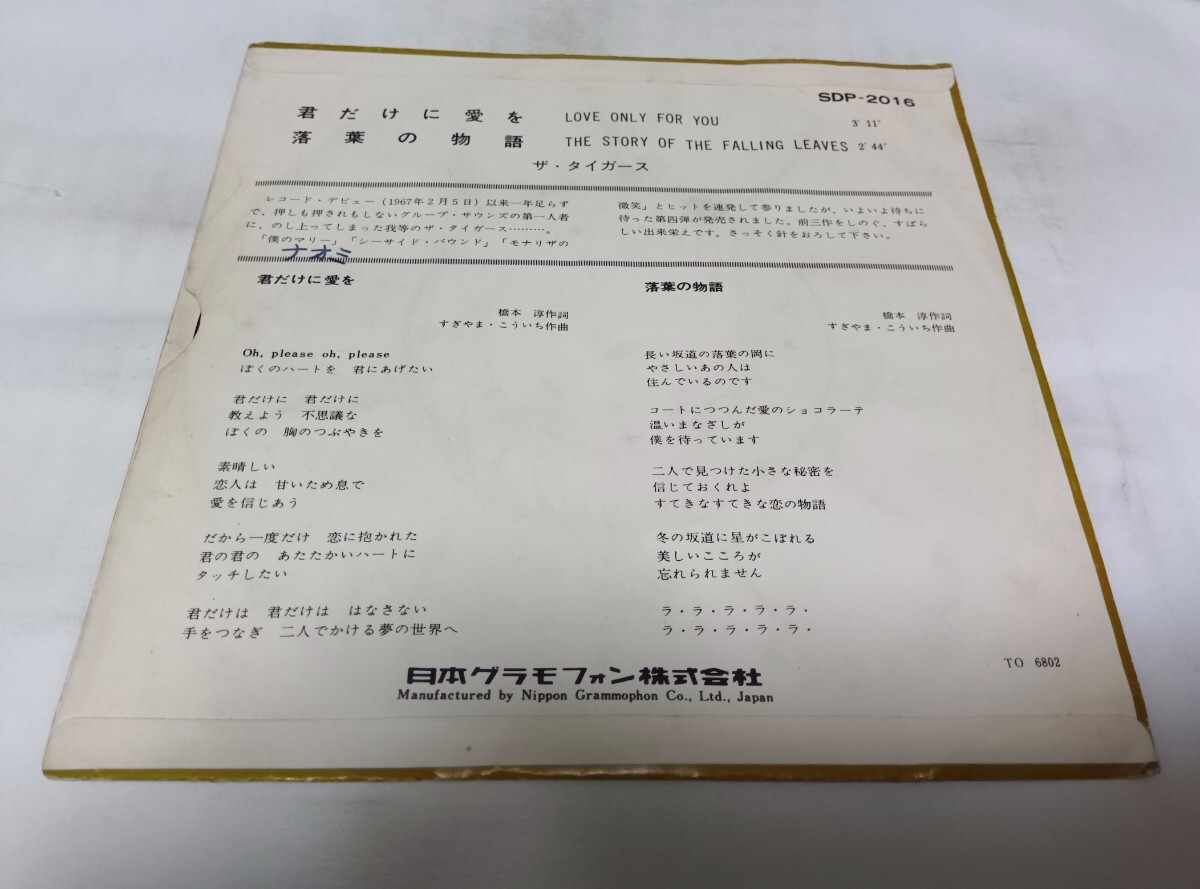 SDP-2016
君だけに愛を LOVE ONLY FOR YOU 3' 11"
落葉の物語 THE STORY OF THE FALLING LEAVES 2' 44"
ザ・タイガース
レコード・デビュー(1967年2月5日)以来一年足らず
で、押しも押されもしないグループ・サウンズの第一人者
に、のし上ってしまった我等のザ・タイガース………。
「僕のマリー」「シーサイド・バウンド」「モナリザの
微笑」とヒットを連発して参りましたが、いよいよ待ちに
待った第四弾が発売されました。前三作をしのぐ、すばら
しい出来栄えです。さっそく針をおろして下さい。
ナオミ
君だけに愛を
橋本 淳作詞
すぎやま・こういち作曲
Oh, please oh, please
ぼくのハートを 君にあげたい
君だけに 君だけに
教えよう 不思議な
ぼくの 胸のつぶやきを
素晴しい
恋人は 甘いため息で
愛を信じあう
だから一度だけ 恋に抱かれた
君の君の あたたかいハートに
タッチしたい
君だけは 君だけは はなさない
手をつなぎ 二人でかける夢の世界へ
落葉の物語
橋本 淳作詞
すぎやま・こういち作曲
長い坂道の落葉の岡に
やさしいあの人は
住んでいるのです
コートにつつんだ愛のショコラーテ
温いまなざしが
僕を待っています
二人で見つけた小さな秘密を
信じておくれよ
すてきなすてきな恋の物語
冬の坂道に星がこぼれる
美しいこころが
忘れられません
ラ・ラ・ラ・ラ・ラ・
ラ・ラ・ラ・ラ・ラ・
TO 6802
日本グラモフォン株式会社
Manufactured by Nippon Grammophon Co., Ltd., Japan